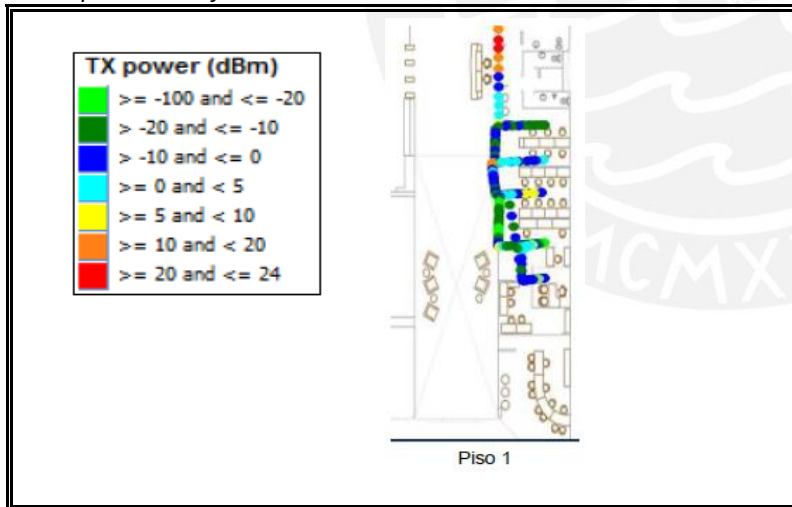 TX power (dBm)
>= -100 and <= -20
> -20 and <= -10
> -10 and <= 0
>= 0 and < 5
>= 5 and < 10
>= 10 and < 20
>= 20 and <= 24
Piso 1